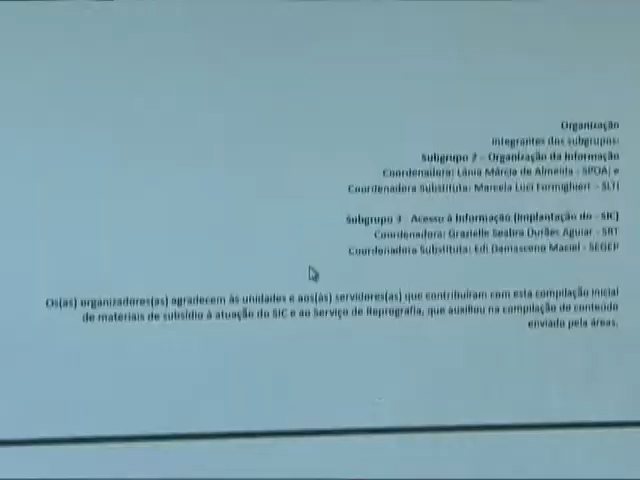 Organização
Integrantes dos subgrupos:
Subgrupo 2 - Organização da Informação
Coordenadora: Lânia Márcia de Almeida - SPOA; e
Coordenadora Substituta: Marcela Luci Formighieri - SLTI
Subgrupo 3 - Acesso à Informação (Implantação do - SIC)
Coordenadora: Grazielle Seabra Durães Aguiar - SRT
Coordenadora Substituta: Edi Damasceno Maciel - SEGEP
Os(as) organizadores(as) agradecem às unidades e aos(às) servidores(as) que contribuíram com esta compilação inicial
de materiais de subsídio à atuação do SIC e ao Serviço de Reprografia, que auxiliou na compilação do conteúdo
enviado pela áreas.